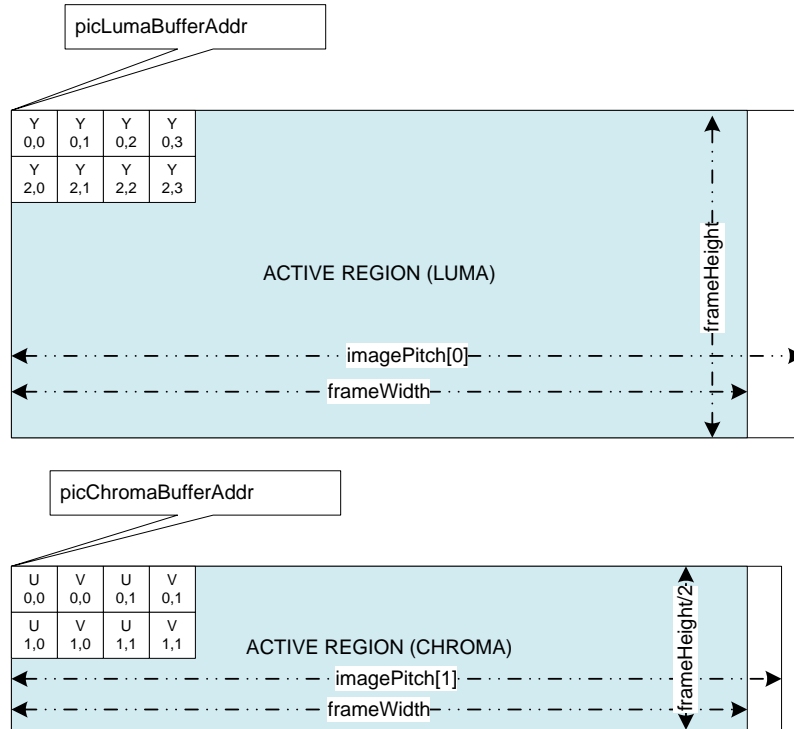 picLumaBufferAddr
Y Y Y Y
0,0 0,1 0,2 0,3
Y Y Y Y
2,0 2,1 2,2 2,3
frameHeight
ACTIVE REGION (LUMA)
imagePitch[0]
frameWidth
picChromaBufferAddr
U V U V
0,0 0,0 0,1 0,1
U V U V
1,0 1,0 1,1 1,1
frameHeight/2
ACTIVE REGION (CHROMA)
imagePitch[1]
frameWidth